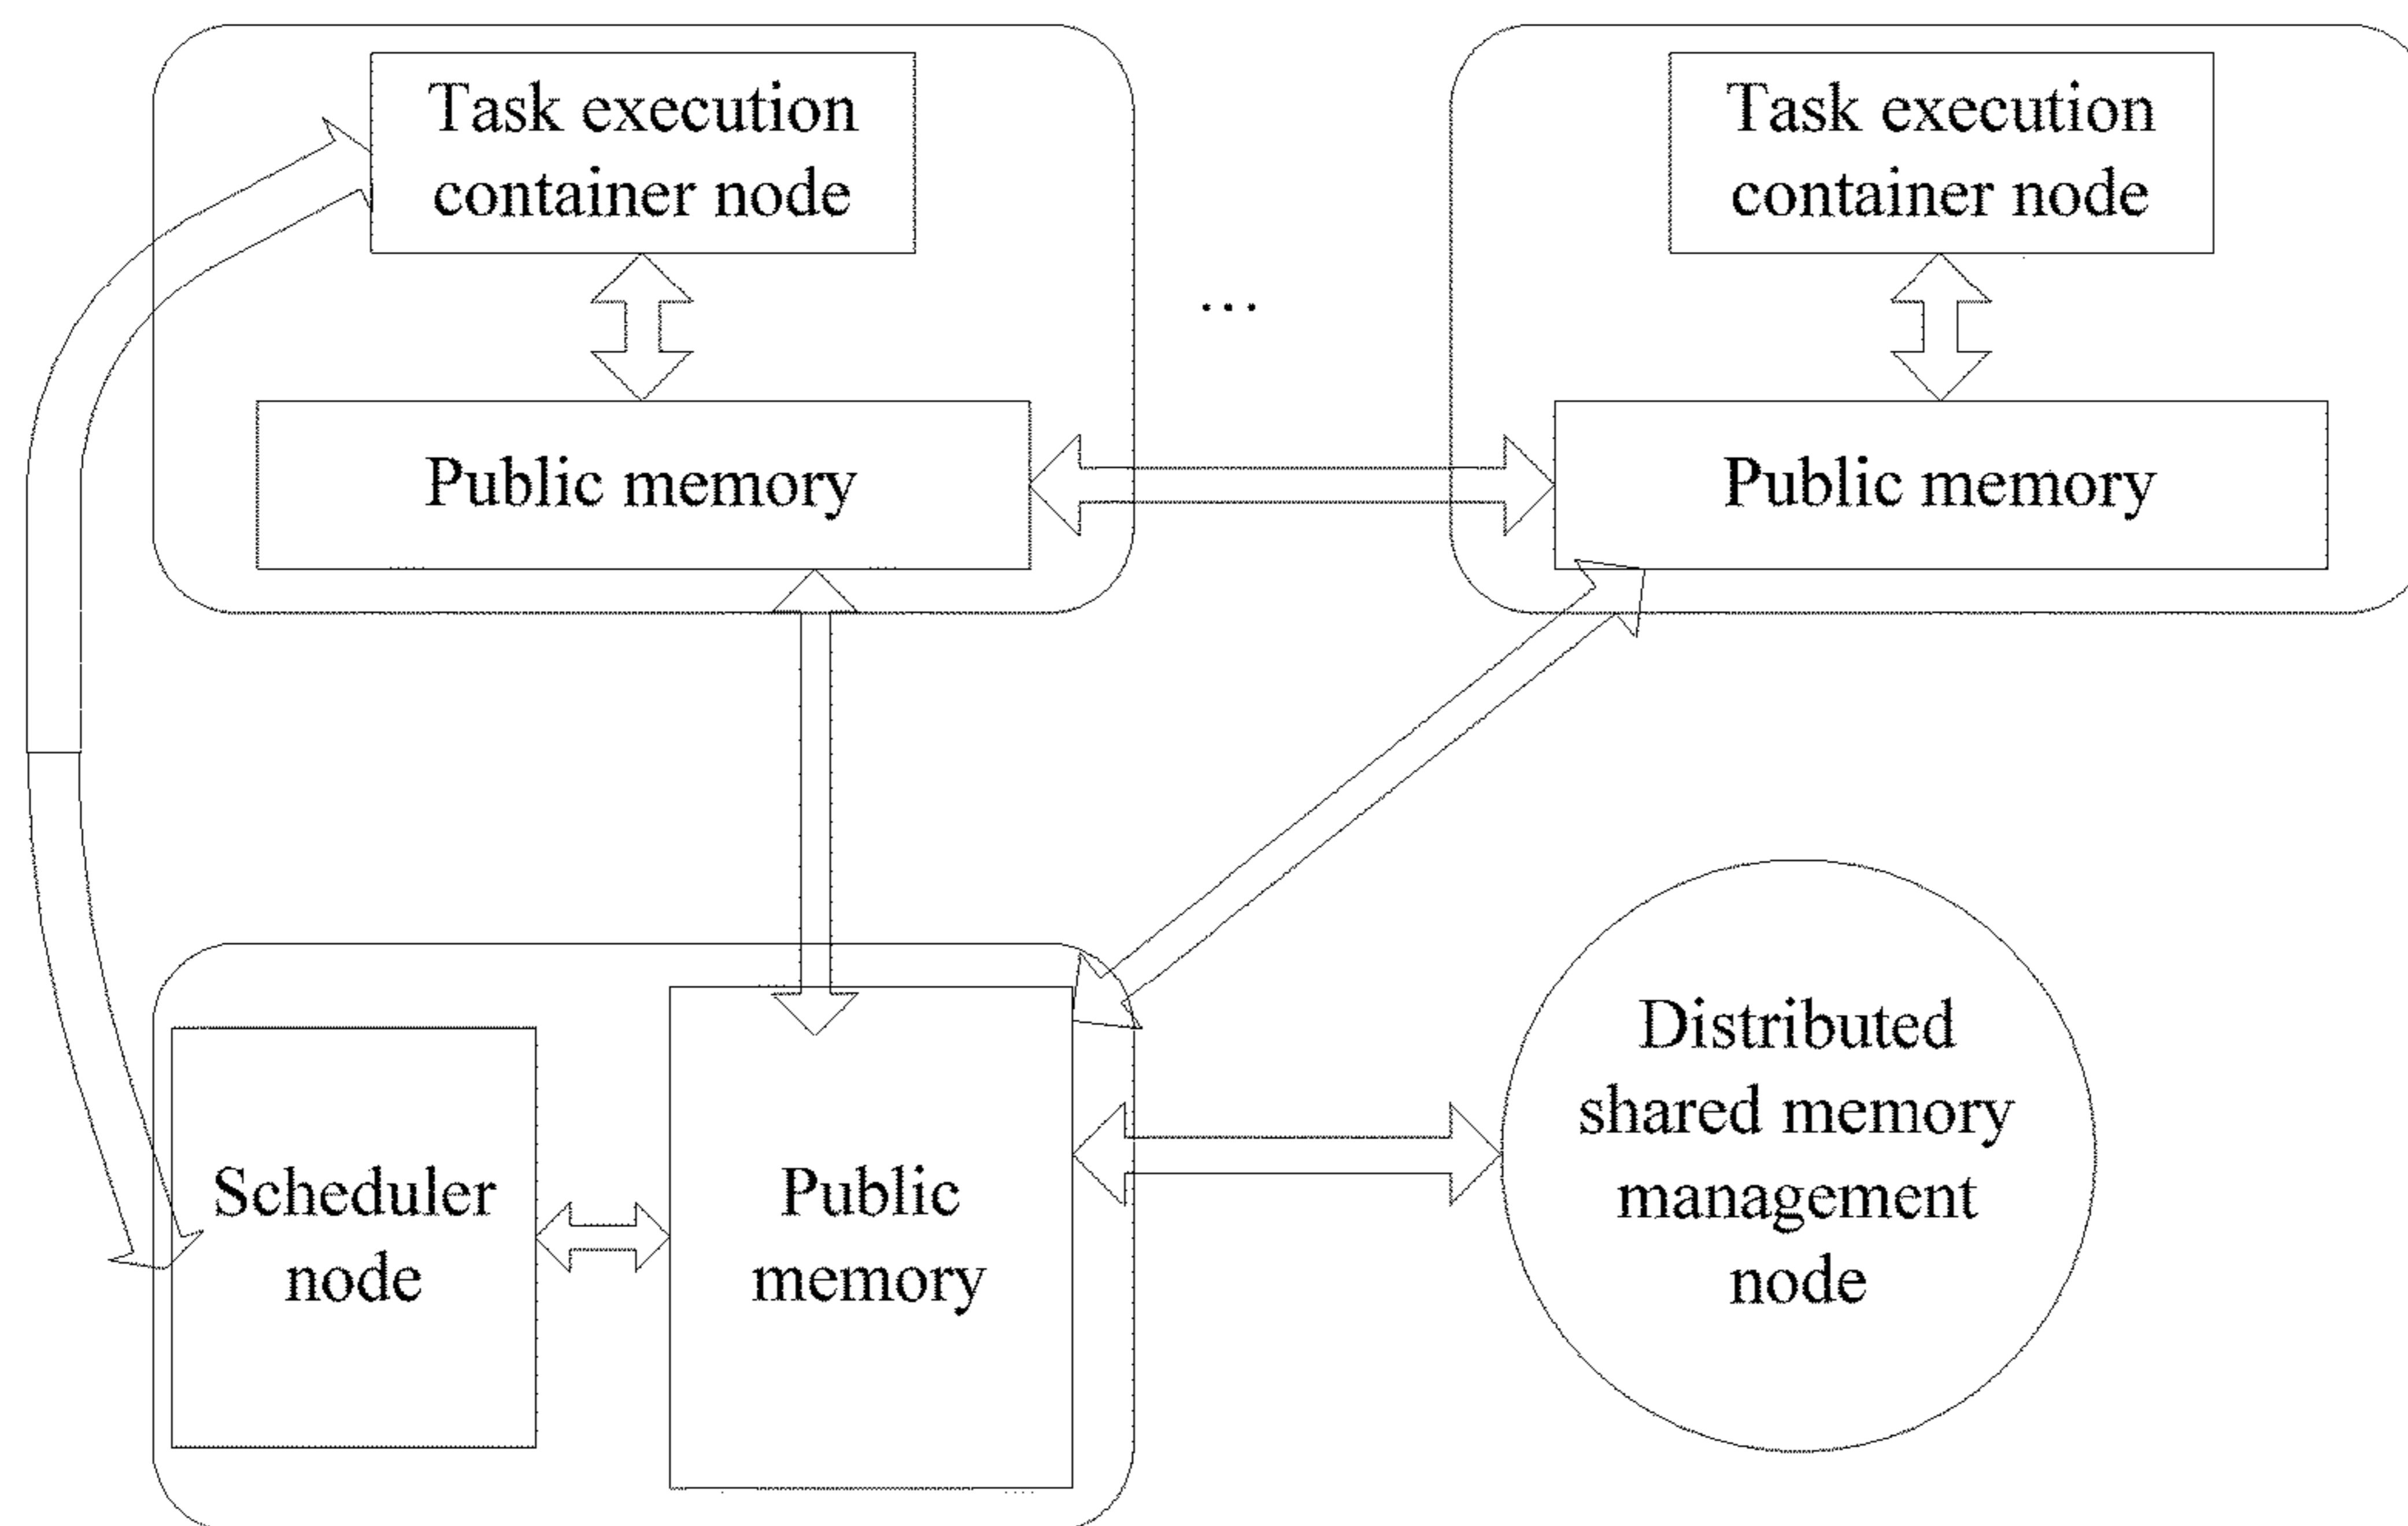 Task execution
container node
Public memory
...
Task execution
container node
Public memory
Scheduler
node
Public
memory
Distributed
shared memory
management
node